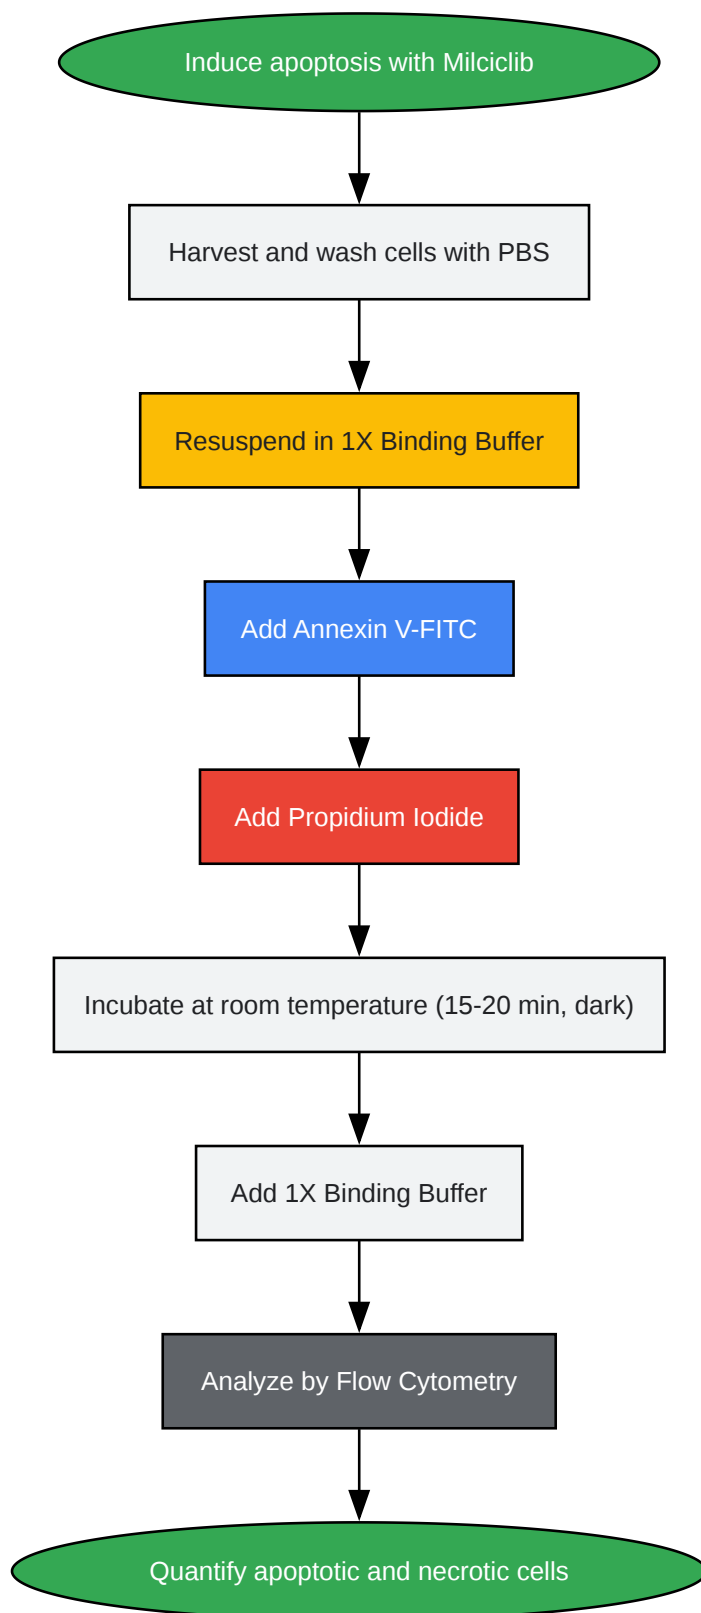 Induce apoptosis with Milciclib
Harvest and wash cells with PBS
Resuspend in 1X Binding Buffer
Add Annexin V-FITC
Add Propidium Iodide
Incubate at room temperature (15-20 min, dark)
Add 1X Binding Buffer
Analyze by Flow Cytometry
Quantify apoptotic and necrotic cells